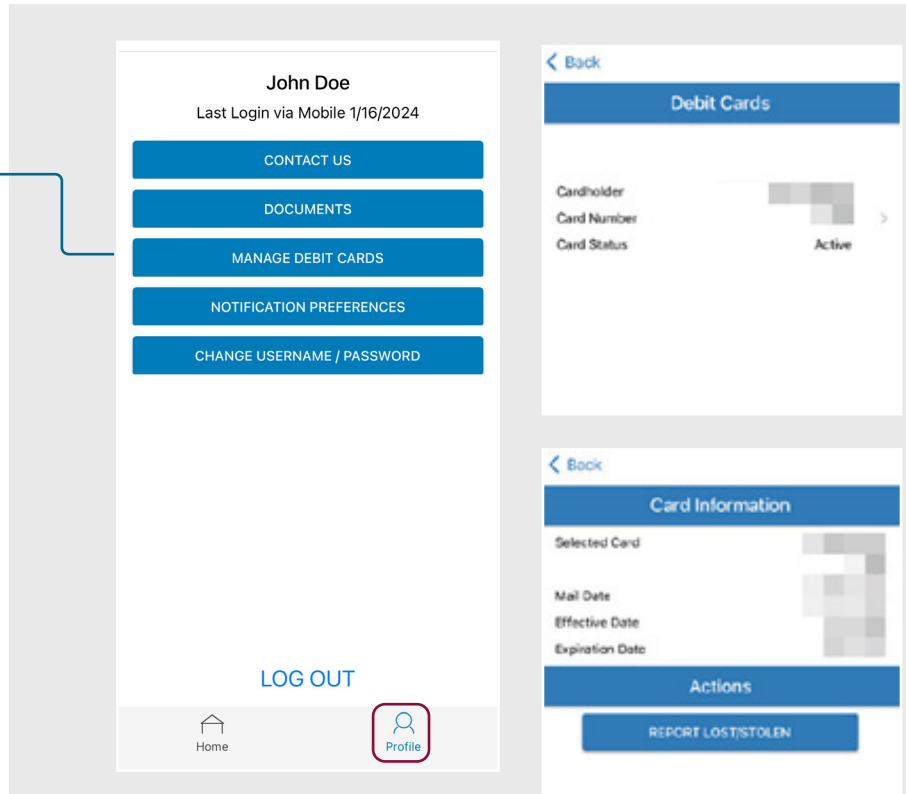 John Doe
Last Login via Mobile 1/16/2024
CONTACT US
DOCUMENTS
MANAGE DEBIT CARDS
NOTIFICATION PREFERENCES
CHANGE USERNAME / PASSWORD
LOG OUT
Home
Profile
Back
Debit Cards
Cardholder
Card Number
Card Status Active
Back
Card Information
Selected Card
Mail Date
Effective Date
Expiration Date
Actions
REPORT LOST/STOLEN